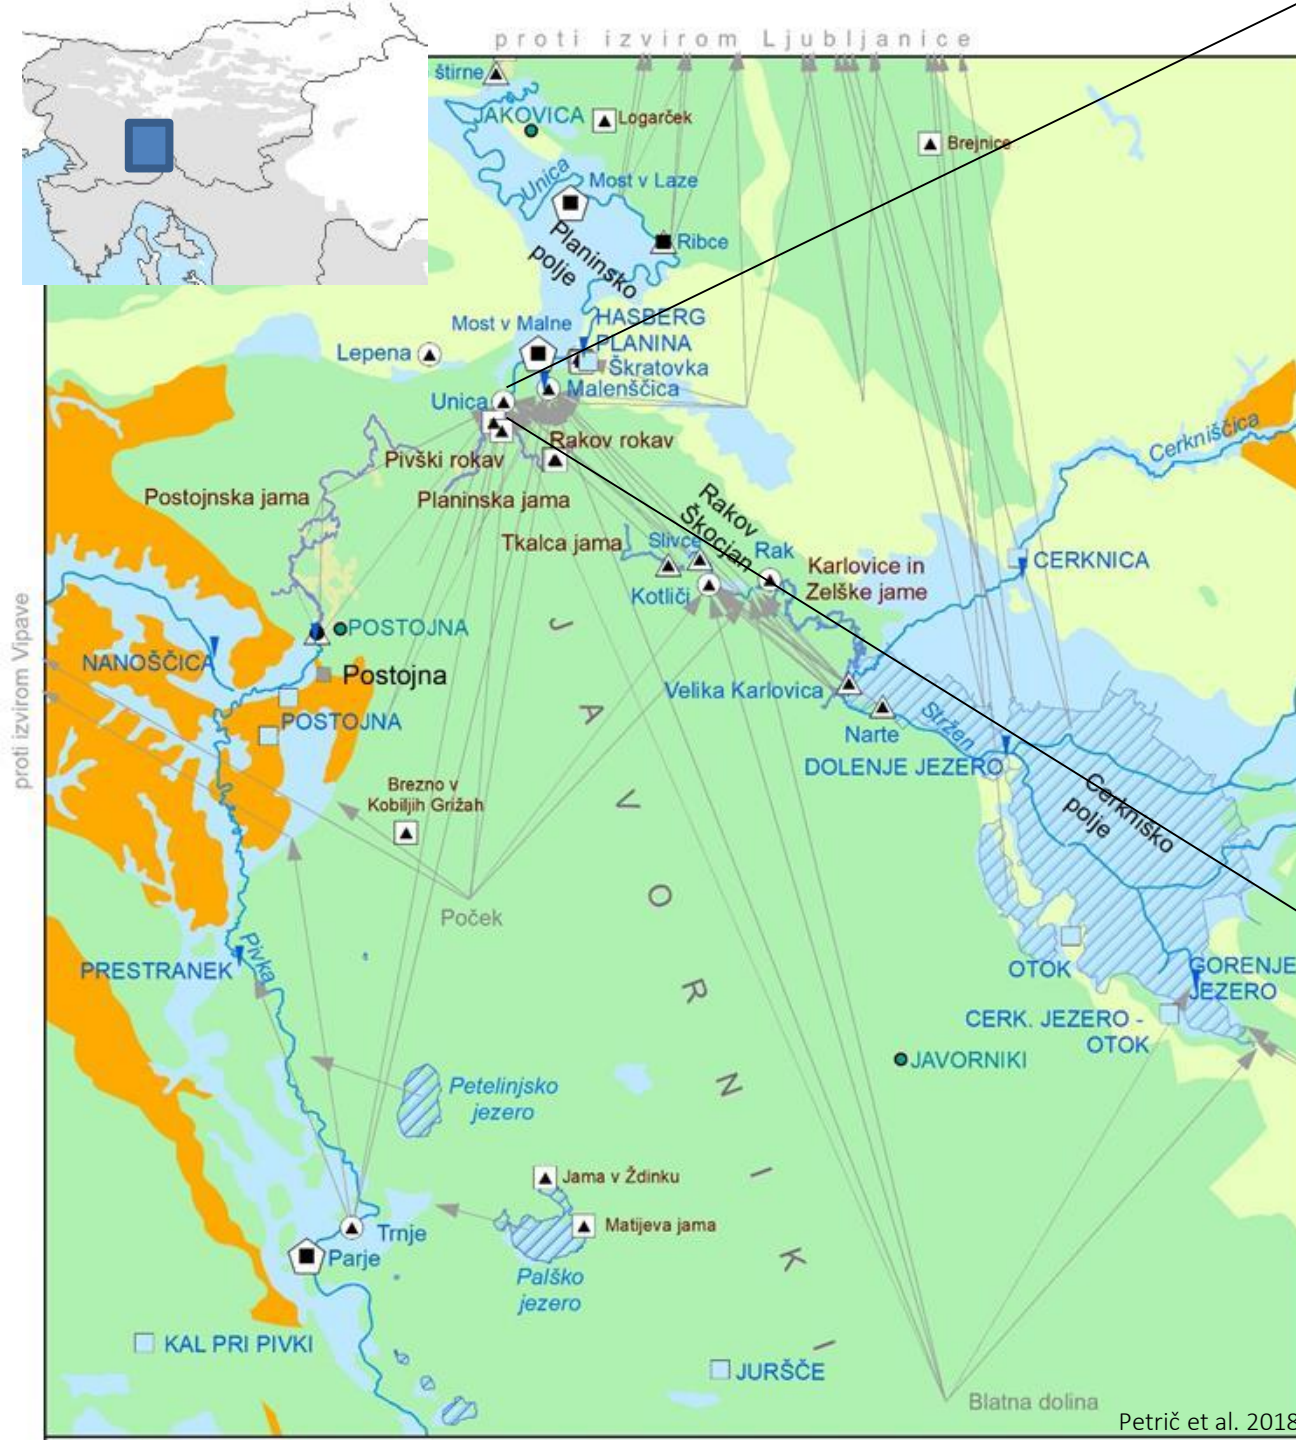 proti izvirom Ljubljanice
štirne
JAKOVICA
Logarček
Brejnice
Unica
Most v Laze
Planinsko
polje
Ribce
HASBERG
Most v Malne
PLANINA
Lepena
Škratovka
Malenščica
Unica
Rakov rokav
Pivški rokav
Postojnska jama
Planinska jama
Cerkniščica
Rakov
Škocjan
Tkalca jama
Slivce
Rak
Karlovice in
Zelške jame
Kotliči
CERKNICA
proti izvirom Vipave
POSTOJNA
NANOŠČICA
Postojna
POSTOJNA
Velika Karlovica
Narte
Stržen
DOLENJE JEZERO
Cerkniško
polje
Brezno v
Kobiljih Grižah
JAVORNIKI
Poček
Pivka
PRESTRANEK
OTOK
GORENJE
JEZERO
CERK. JEZERO -
OTOK
JAVORNIKI
Petelinjsko
jezero
Jama v Ždinku
Matijeva jama
Trnje
Parje
Palško
jezero
KAL PRI PIVKI
JURŠČE
Blatna dolina
Petrič et al. 2018